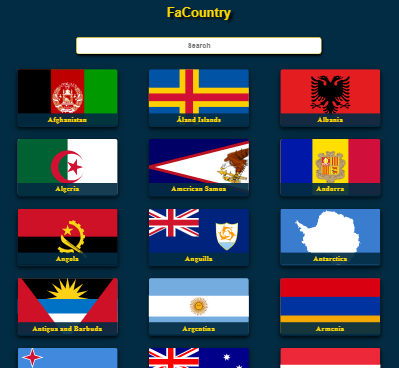 FaCountry
Search
Afghanistan
Åland Islands
Albania
Algeria
American Samoa
Andorra
Angola
Anguilla
Antarctica
Antigua and Barbuda
Argentina
Armenia